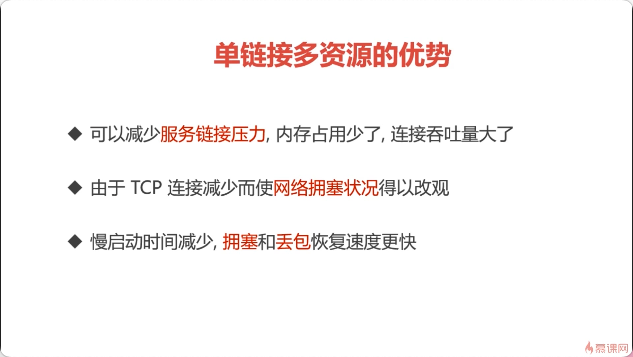 单链接多资源的优势
◆ 可以减少服务链接压力, 内存占用少了, 连接吞吐量大了
◆ 由于 TCP 连接减少而使网络拥塞状况得以改观
◆ 慢启动时间减少, 拥塞和丢包恢复速度更快
慕课网